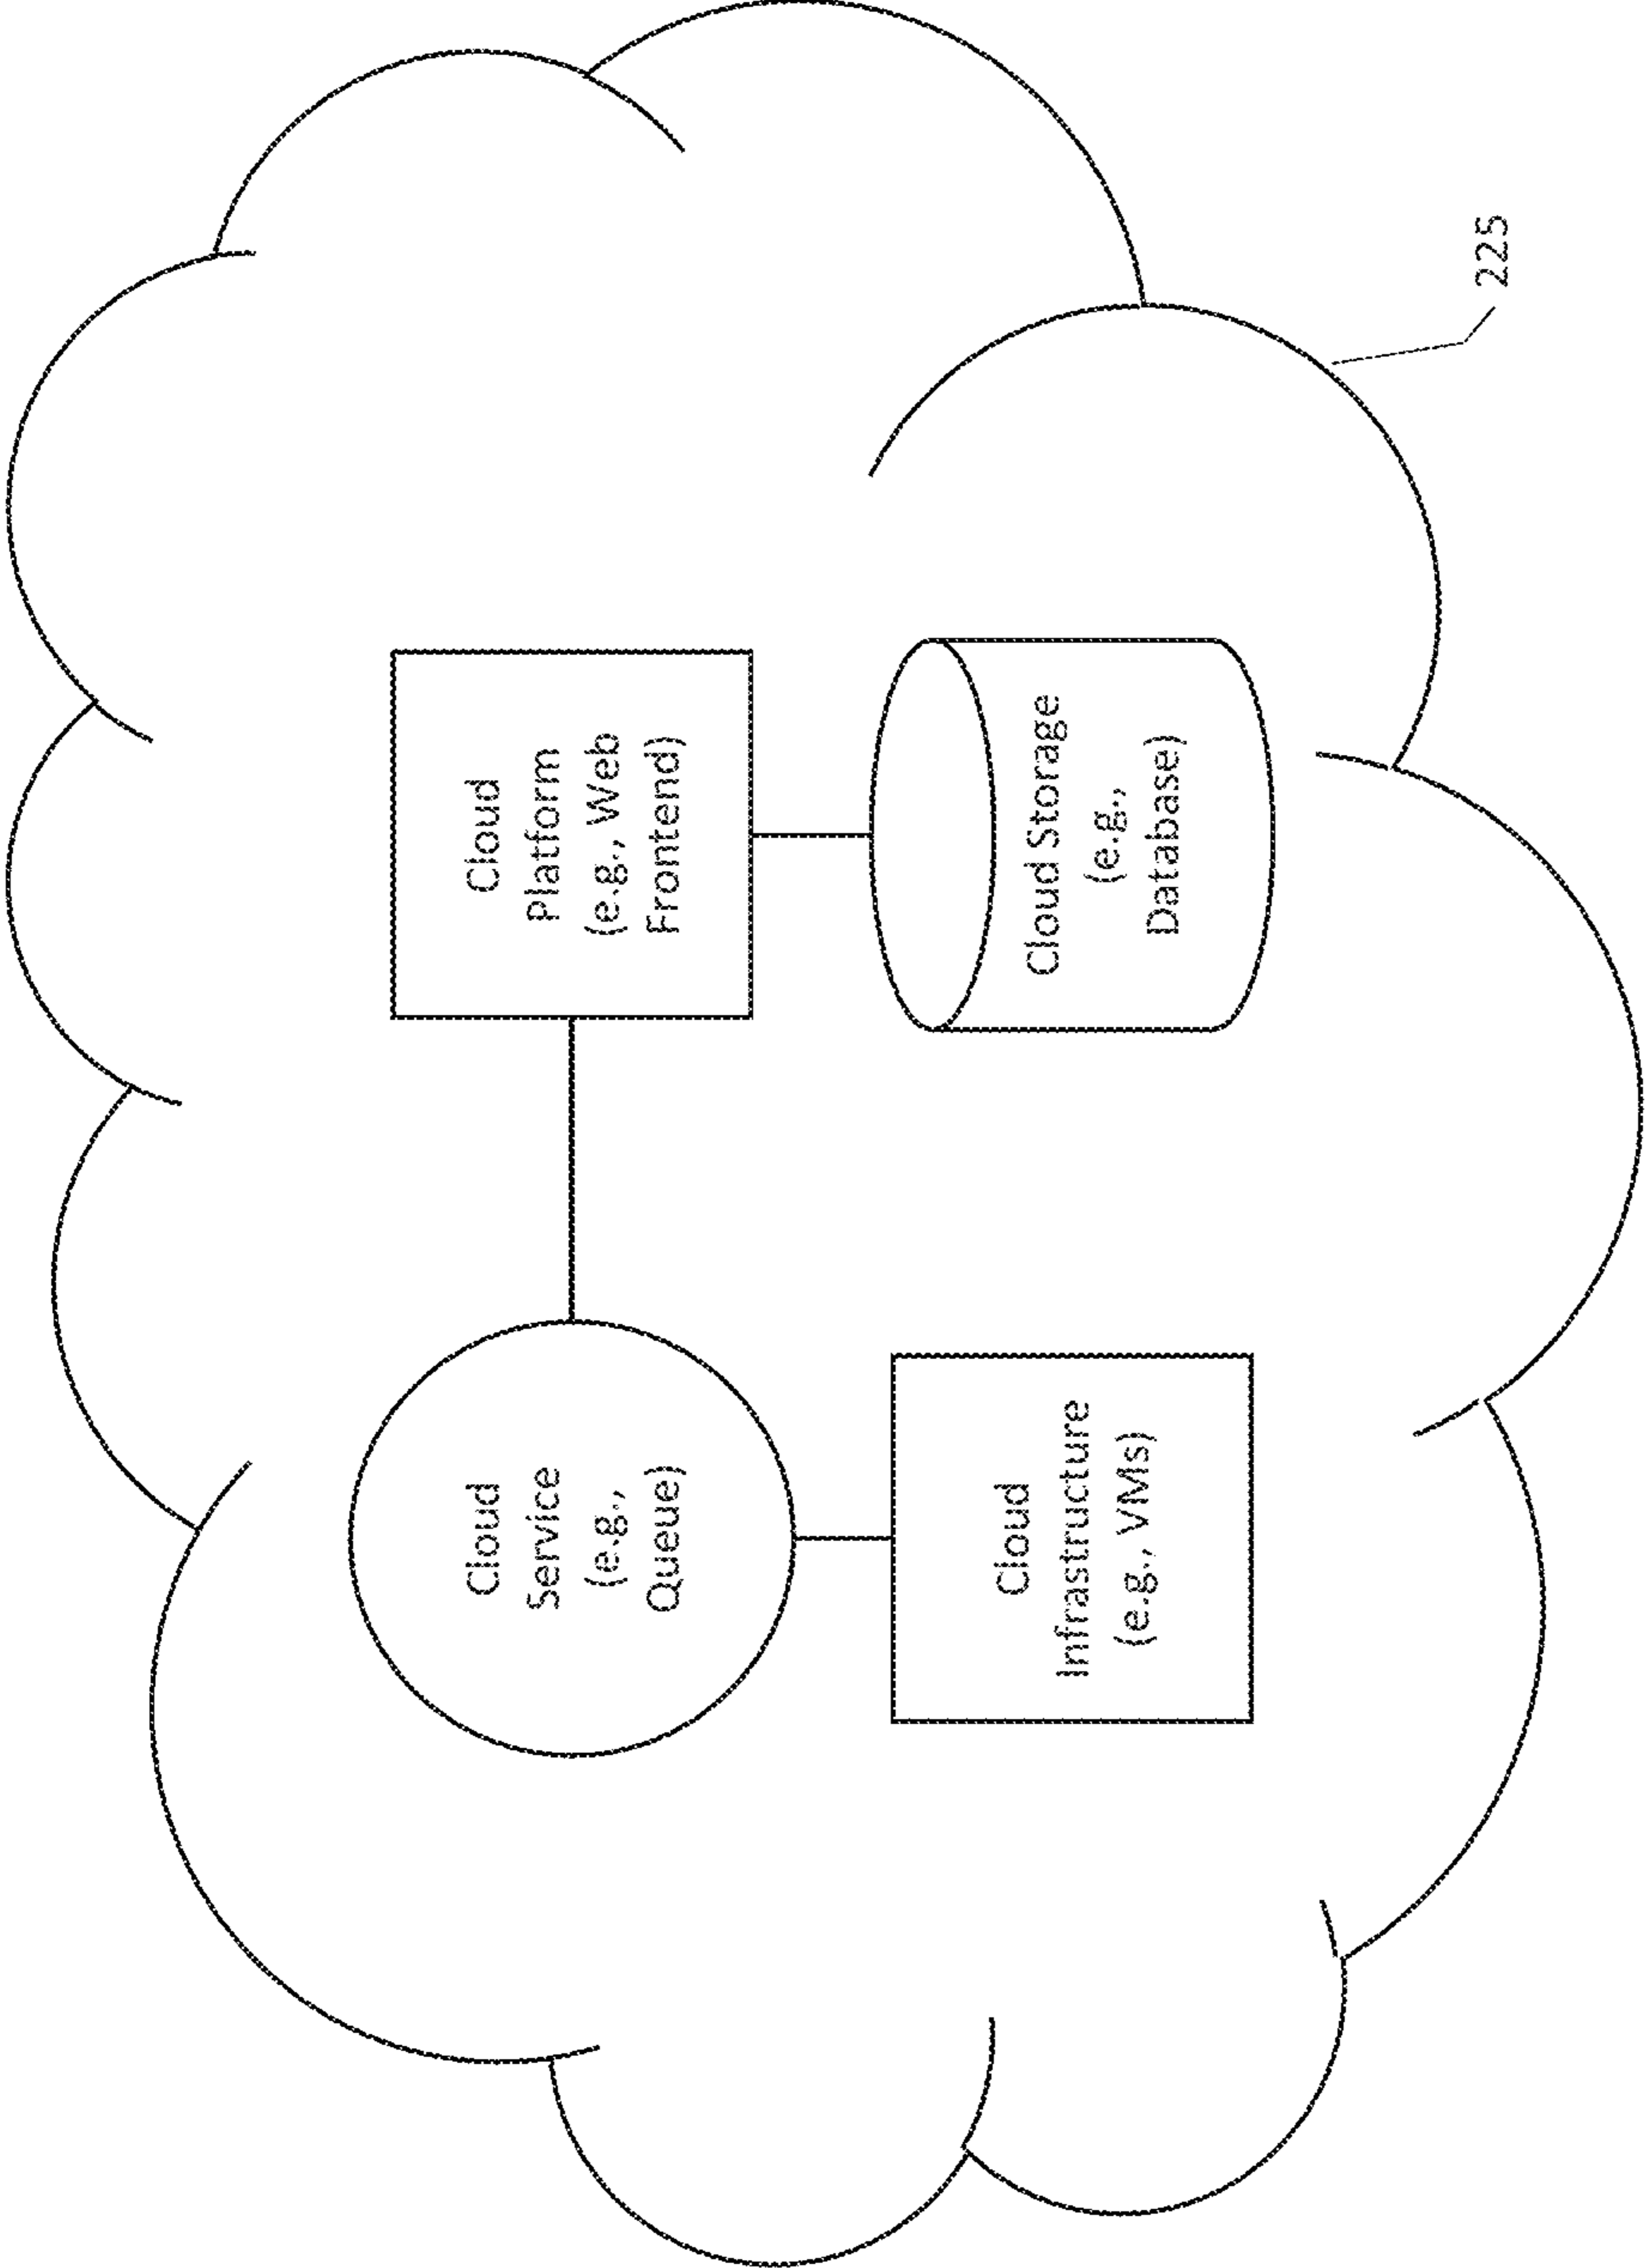 Cloud
Service
(e.g.,
Queue)
Cloud
Platform
(e.g., Web
Frontend)
Cloud
Infrastructure
(e.g., VMs)
Cloud Storage
(e.g.,
Database)
225